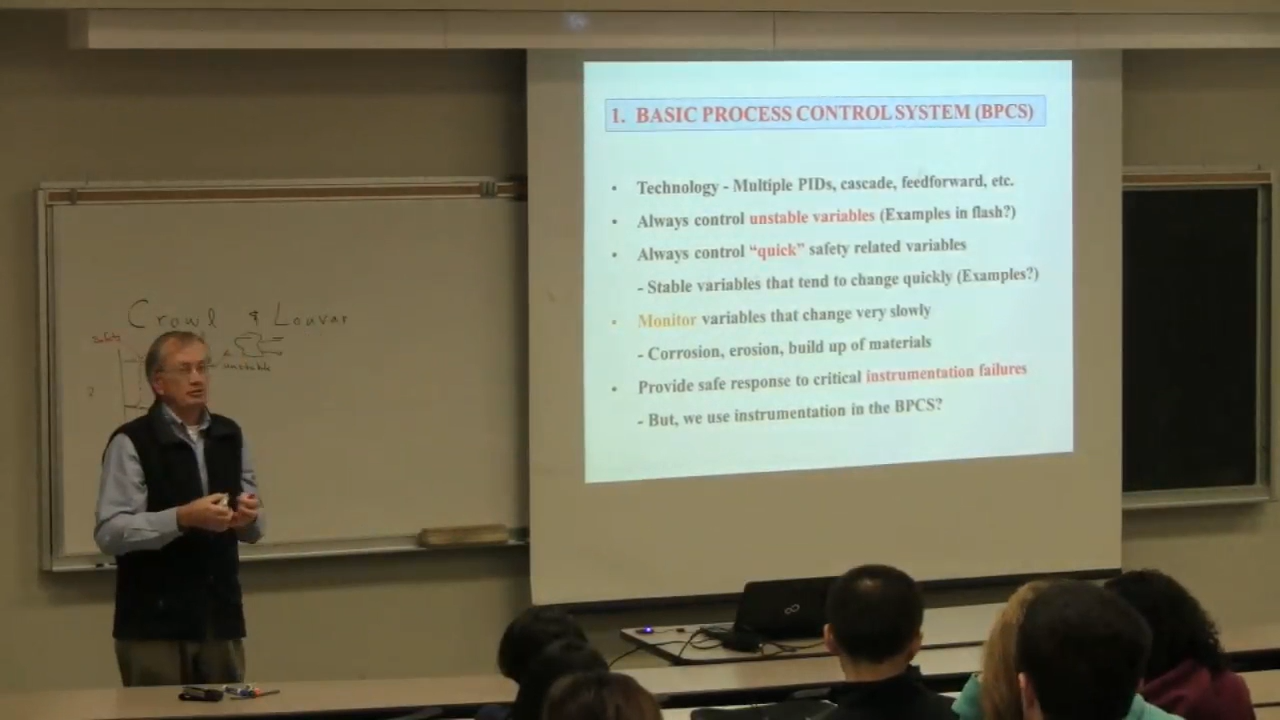 1. BASIC PROCESS CONTROL SYSTEM (BPCS)
• Technology - Multiple PIDs, cascade, feedforward, etc.
• Always control unstable variables (Examples in flash?)
• Always control “quick” safety related variables
- Stable variables that tend to change quickly (Examples?)
• Monitor variables that change very slowly
- Corrosion, erosion, build up of materials
• Provide safe response to critical instrumentation failures
- But, we use instrumentation in the BPCS?
Crowl & Louvar
Safety
unstable